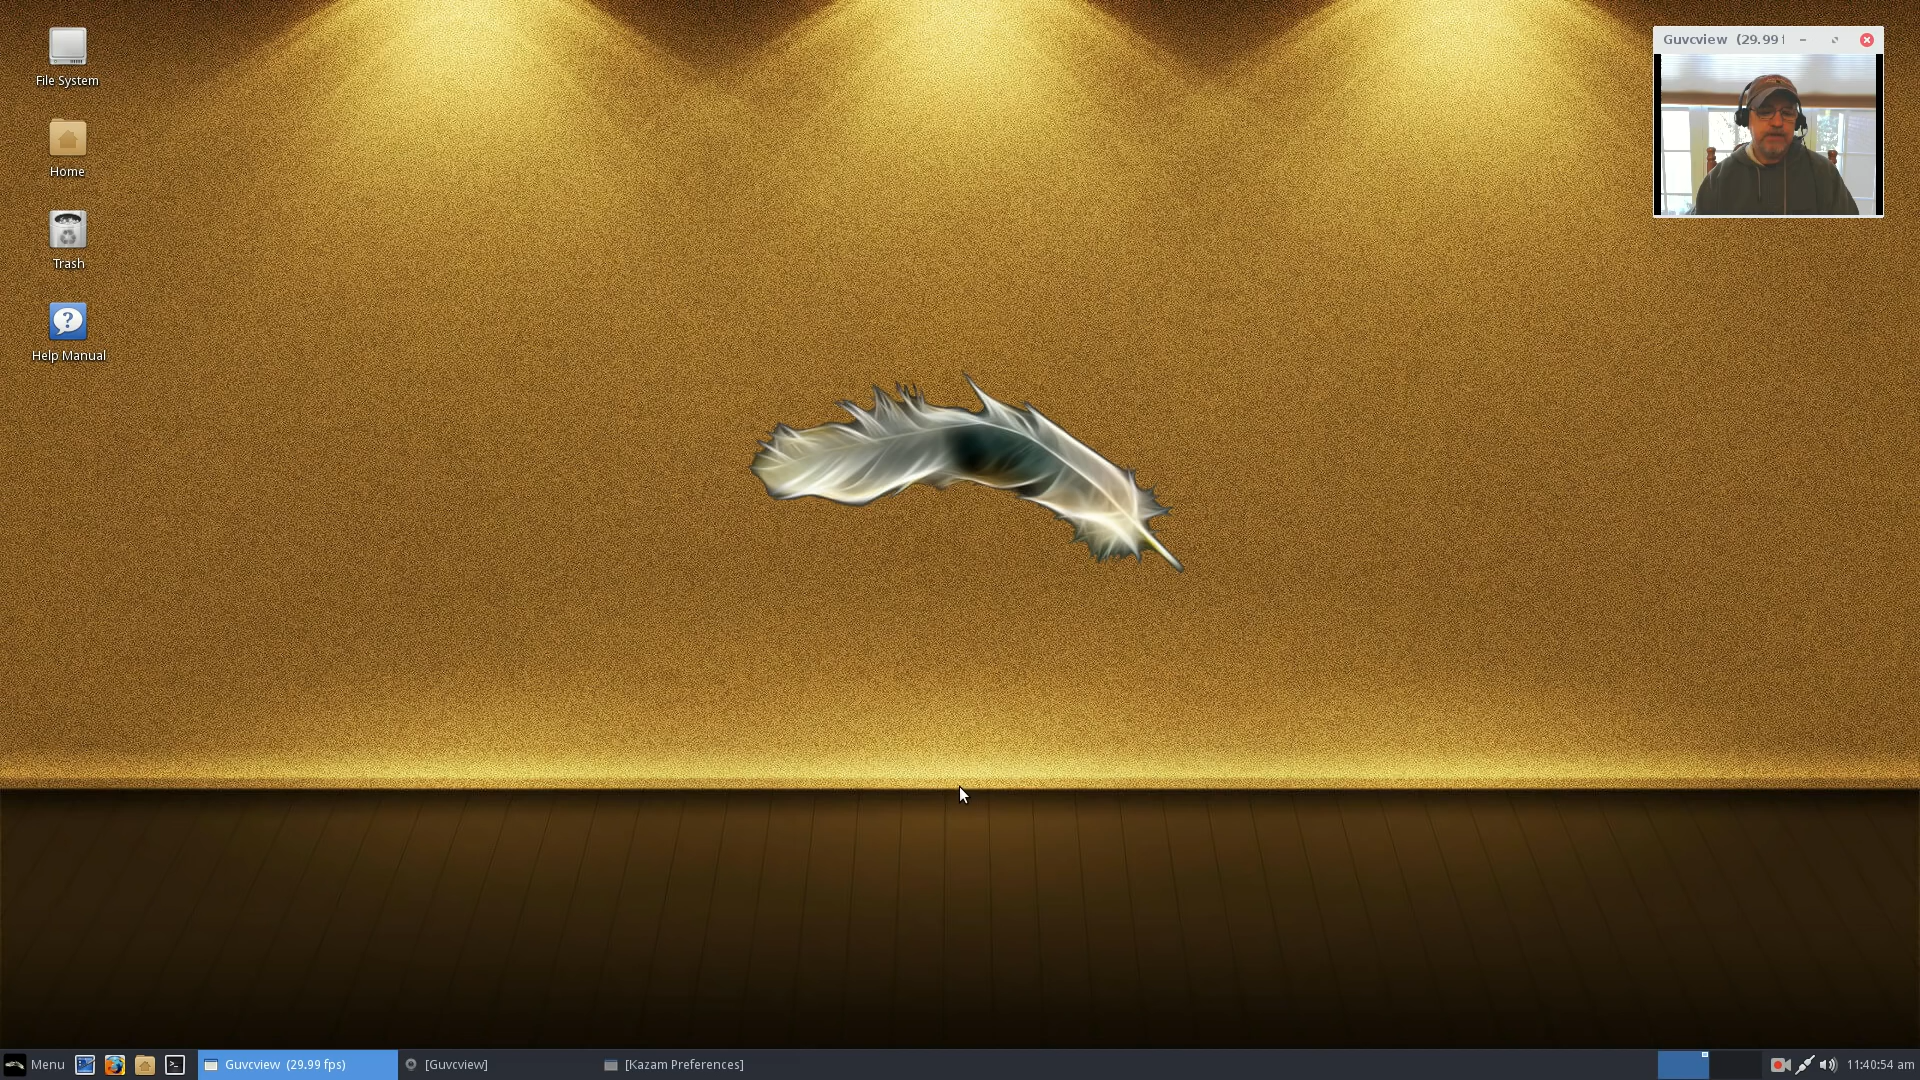 File System
Home
Trash
Help Manual
Guvcview (29.99
Menu
Guvcview (29.99 fps)
[Guvcview]
[Kazam Preferences]
11:40:54 am